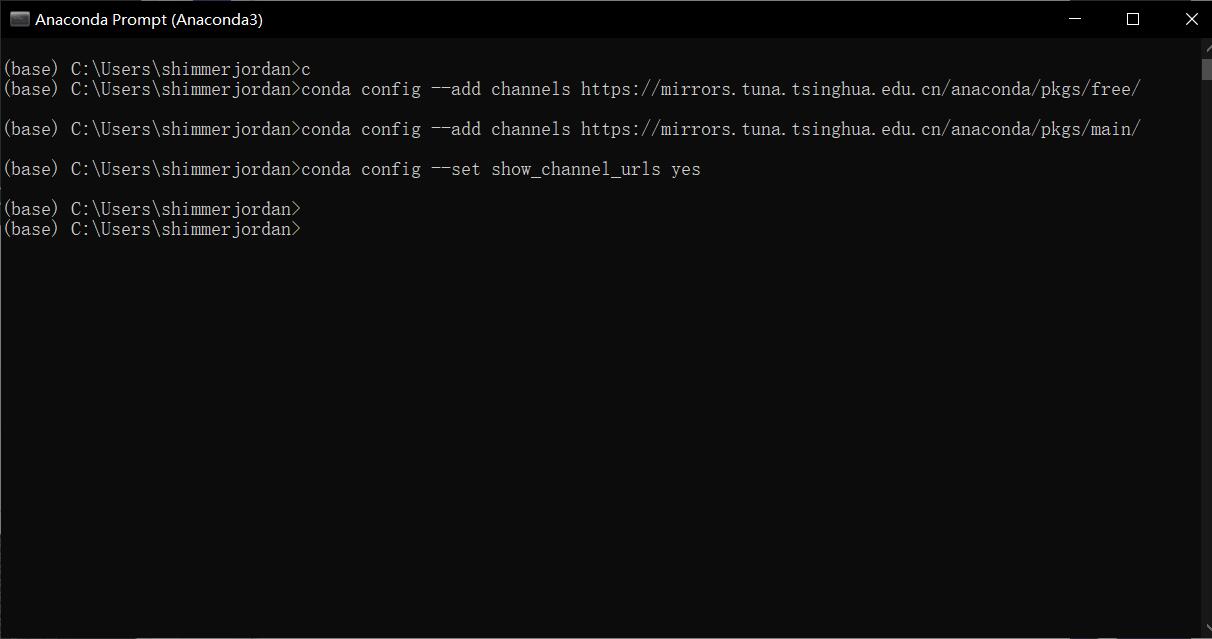 Anaconda Prompt (Anaconda3)
(base) C:\Users\shimmerjordan>c
(base) C:\Users\shimmerjordan>conda config --add channels https://mirrors.tuna.tsinghua.edu.cn/anaconda/pkgs/free/
(base) C:\Users\shimmerjordan>conda config --add channels https://mirrors.tuna.tsinghua.edu.cn/anaconda/pkgs/main/
(base) C:\Users\shimmerjordan>conda config --set show_channel_urls yes
(base) C:\Users\shimmerjordan>
(base) C:\Users\shimmerjordan>